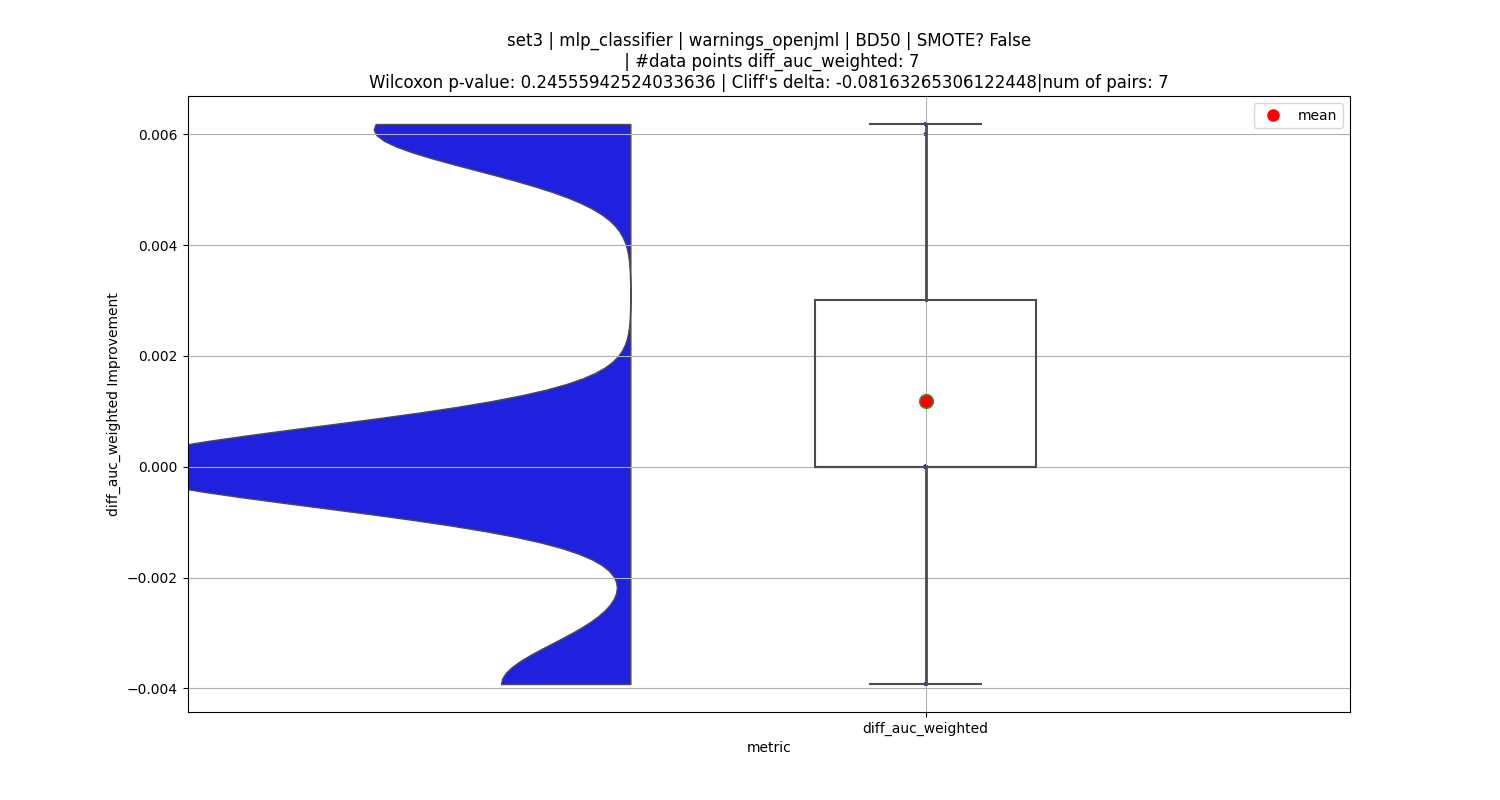 set3 | mlp_classifier | warnings_openjml | BD50 | SMOTE? False
| #data points diff_auc_weighted: 7
Wilcoxon p-value: 0.24555942524033636 | Cliff's delta: -0.08163265306122448|num of pairs: 7
mean
0.006
0.004
0.002
0.000
−0.002
−0.004
diff_auc_weighted Improvement
diff_auc_weighted
metric